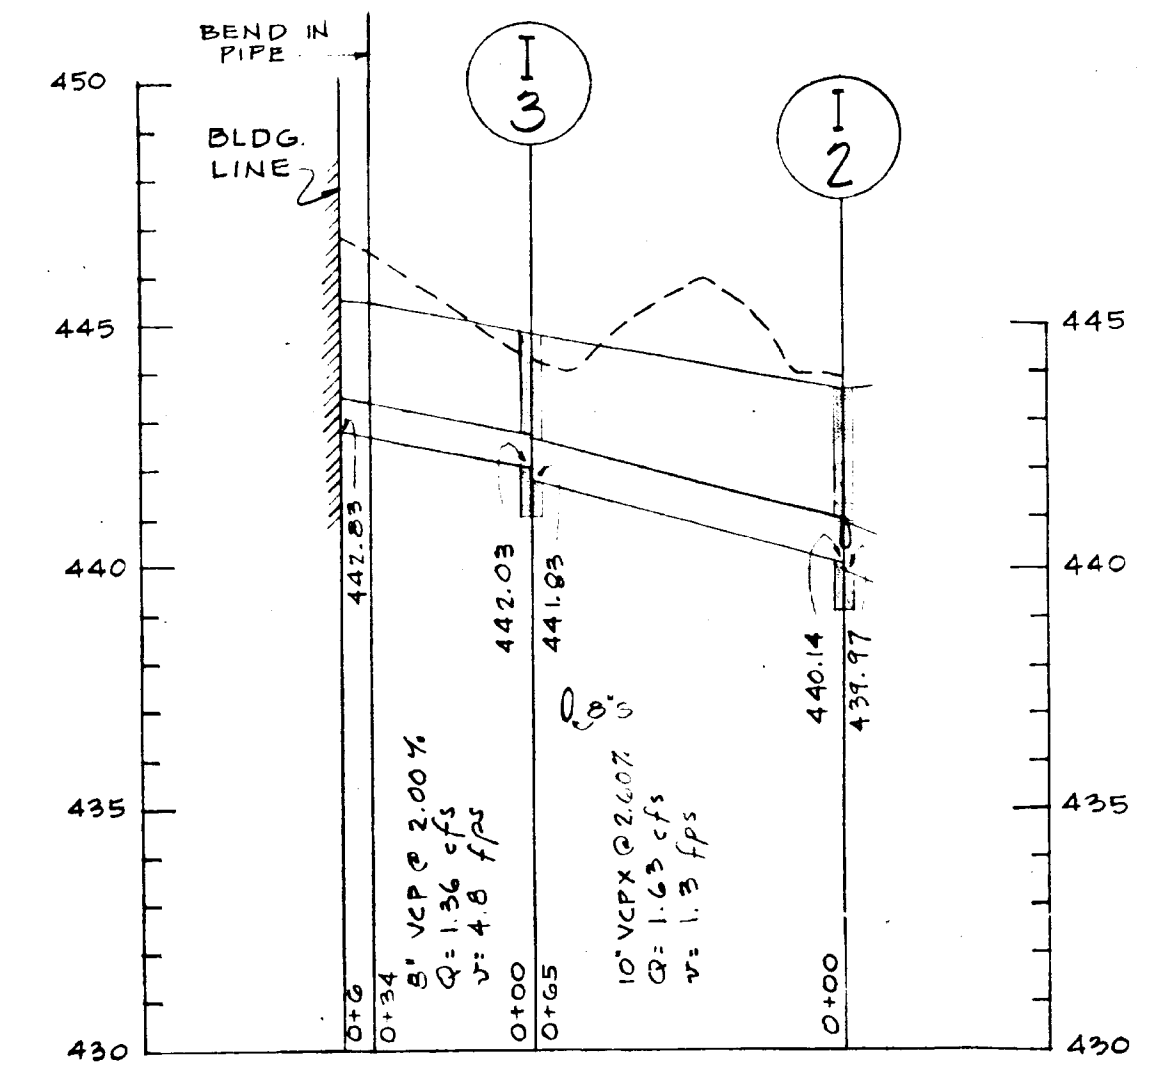 BEND IN
PIPE
I
3
I
2
BLDG.
LINE
450
445
440
435
430
445
440
435
430
442.83
442.03
441.83
440.14
439.97
8" VCP @ 2.00%
Q = 1.36 cfs
v = 4.8 fps
10" VCPX @ 2.60%
Q = 1.63 cfs
v = 1.3 fps
0+6
0+34
0+00
0+65
0+00